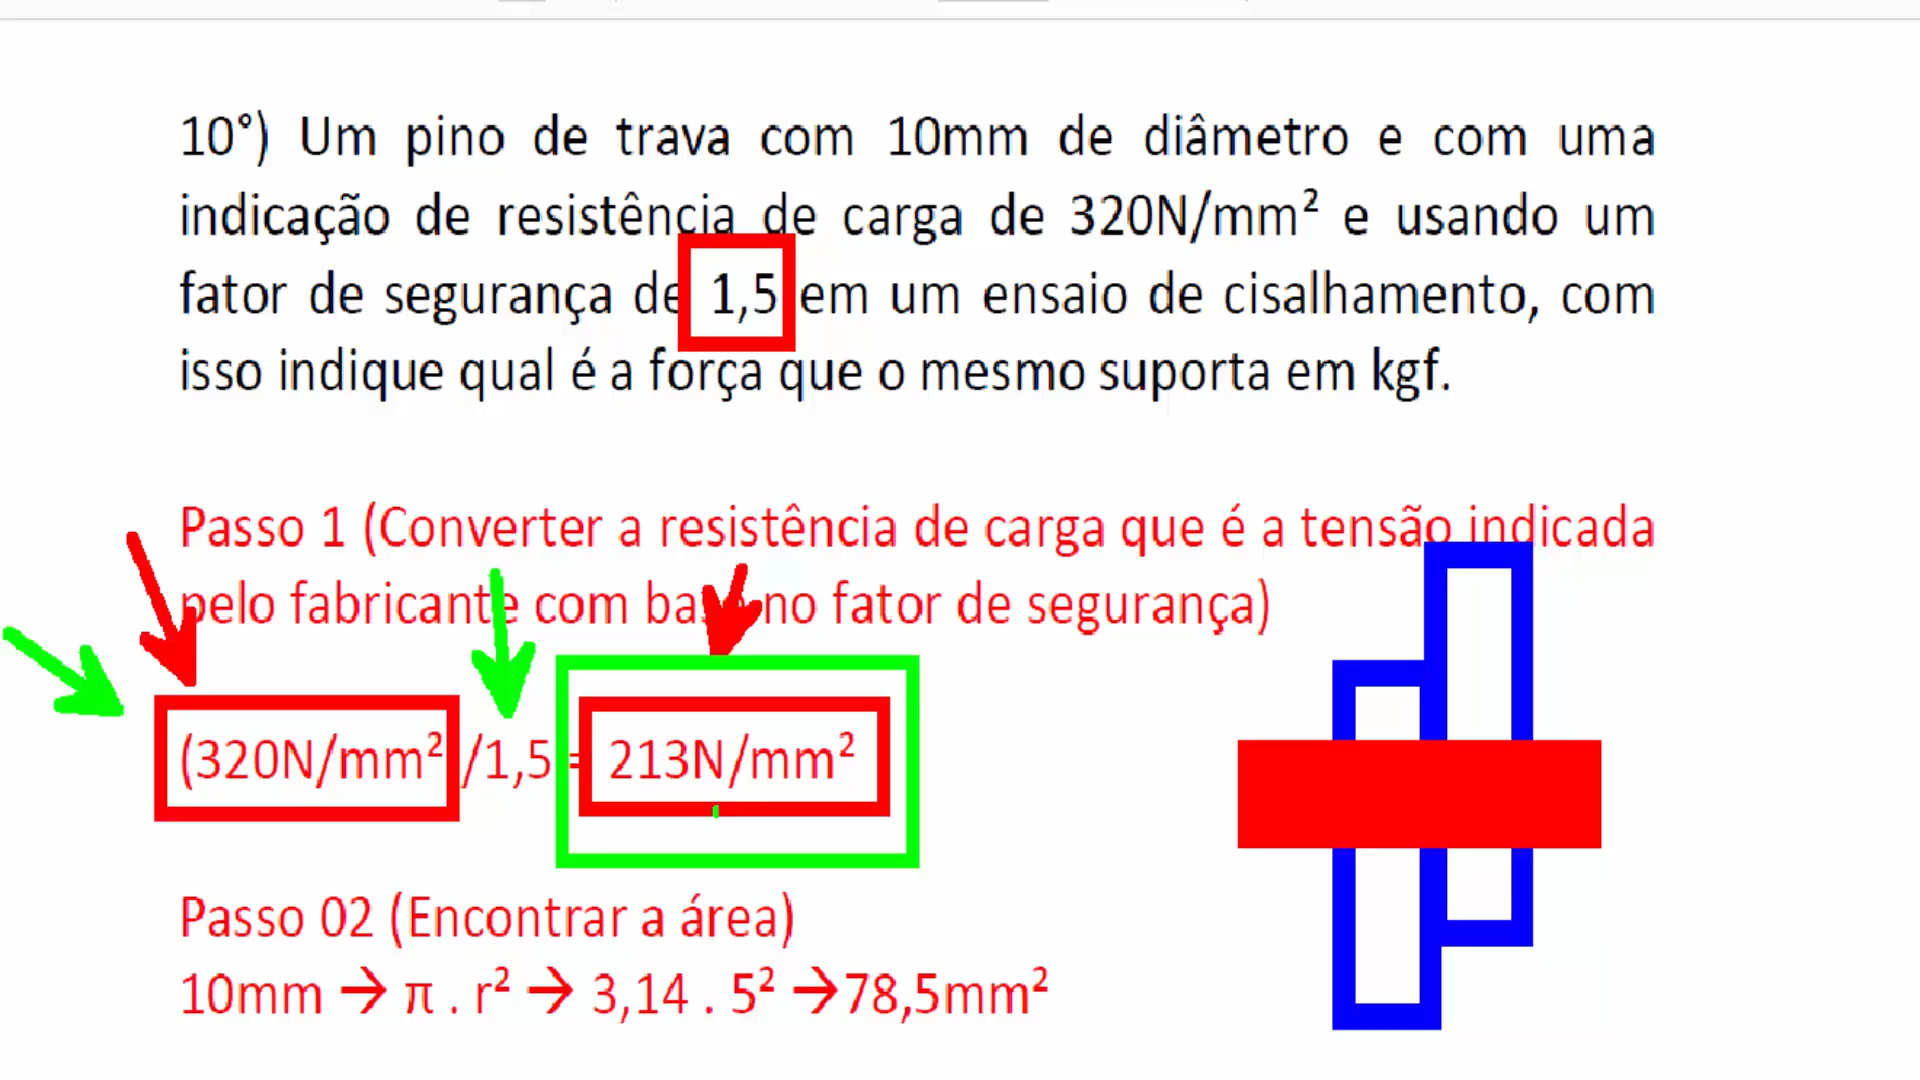 10°) Um pino de trava com 10mm de diâmetro e com uma
indicação de resistência de carga de 320N/mm² e usando um
fator de segurança de 1,5 em um ensaio de cisalhamento, com
isso indique qual é a força que o mesmo suporta em kgf.
Passo 1 (Converter a resistência de carga que é a tensão indicada
pelo fabricante com base no fator de segurança)
(320N/mm² /1,5 = 213N/mm²
Passo 02 (Encontrar a área)
10mm → π . r² → 3,14 . 5² →78,5mm²